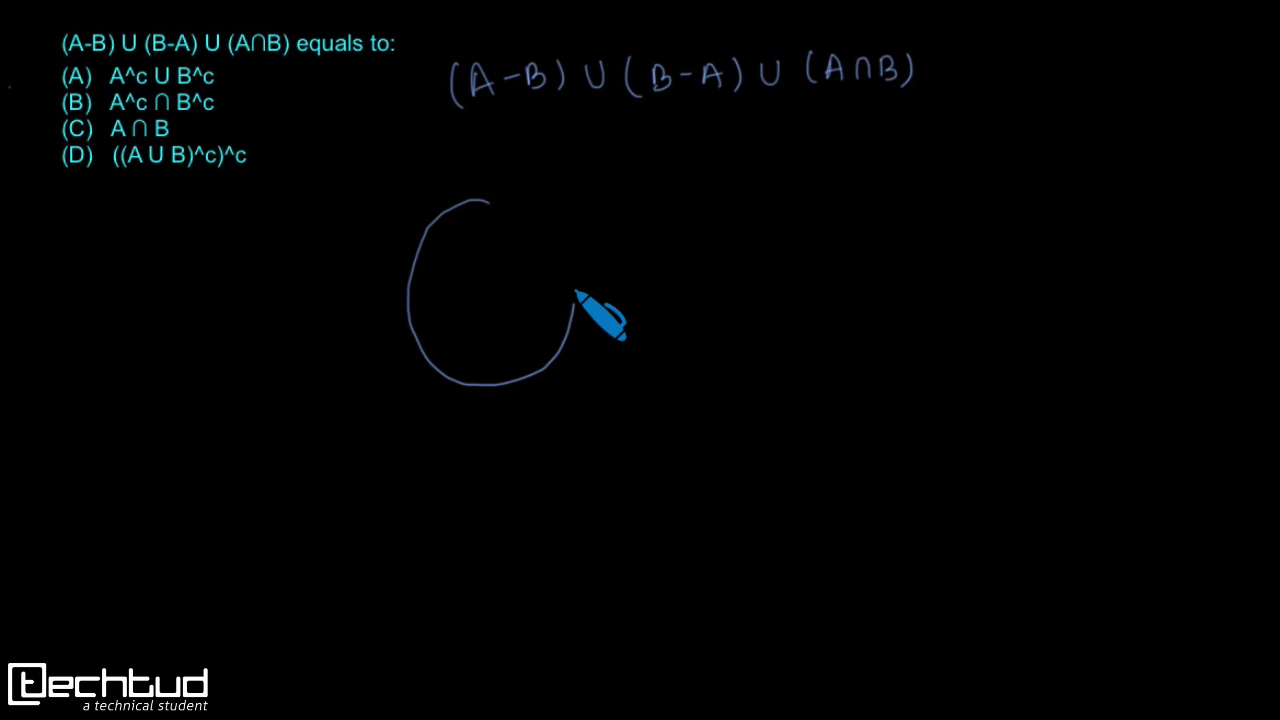 (A-B) U (B-A) U (A∩B) equals to:
(A) A^c U B^c
(B) A^c ∩ B^c
(C) A ∩ B
(D) ((A U B)^c)^c
(A-B) U (B-A) U (A∩B)
techtud
a technical student